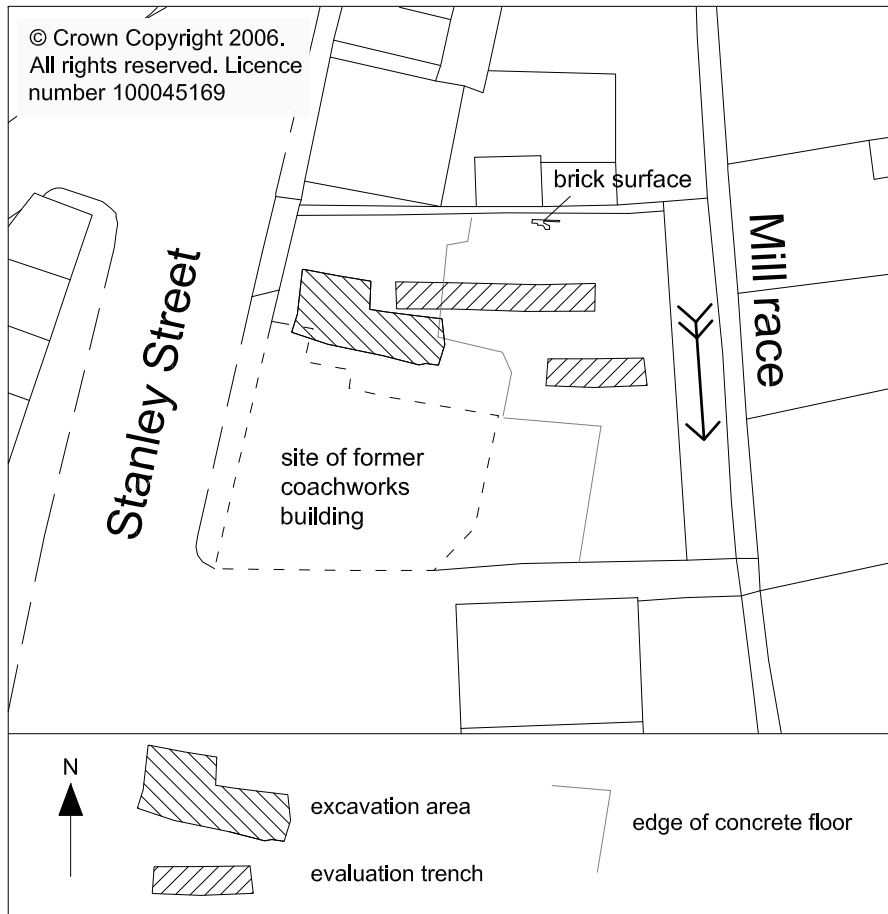 © Crown Copyright 2006.
All rights reserved. Licence
number 100045169
brick surface
Mill race
Stanley Street
site of former
coachworks
building
N
excavation area
edge of concrete floor
evaluation trench